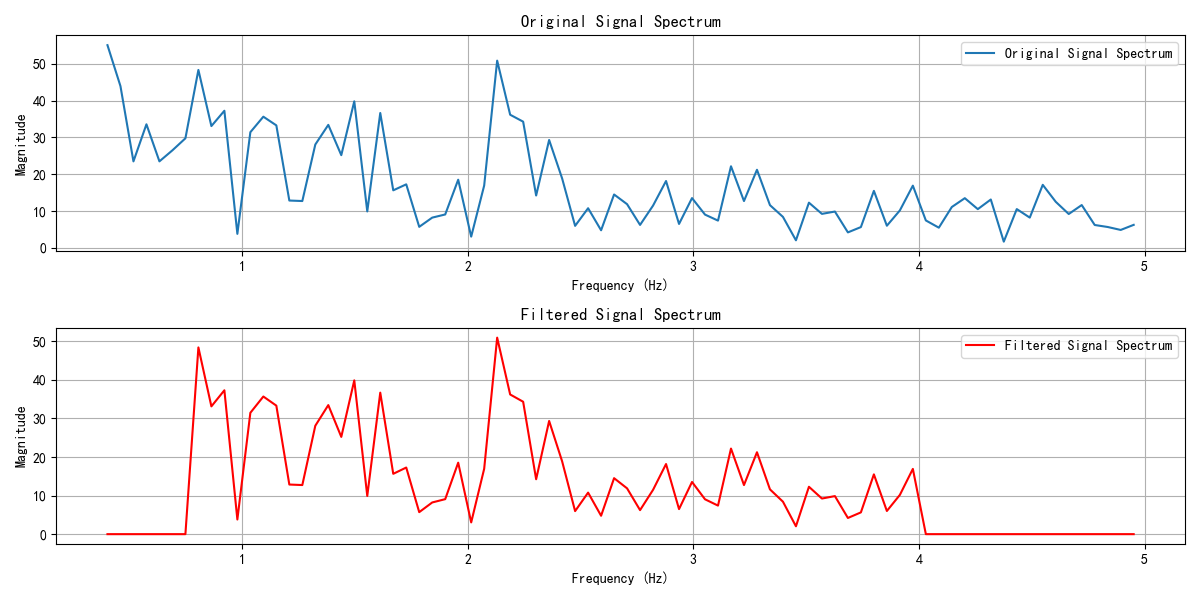 Original Signal Spectrum
Original Signal Spectrum
Magnitude
50
40
30
20
10
0
1 2 3 4 5
Frequency (Hz)
Filtered Signal Spectrum
Filtered Signal Spectrum
Magnitude
50
40
30
20
10
0
1 2 3 4 5
Frequency (Hz)